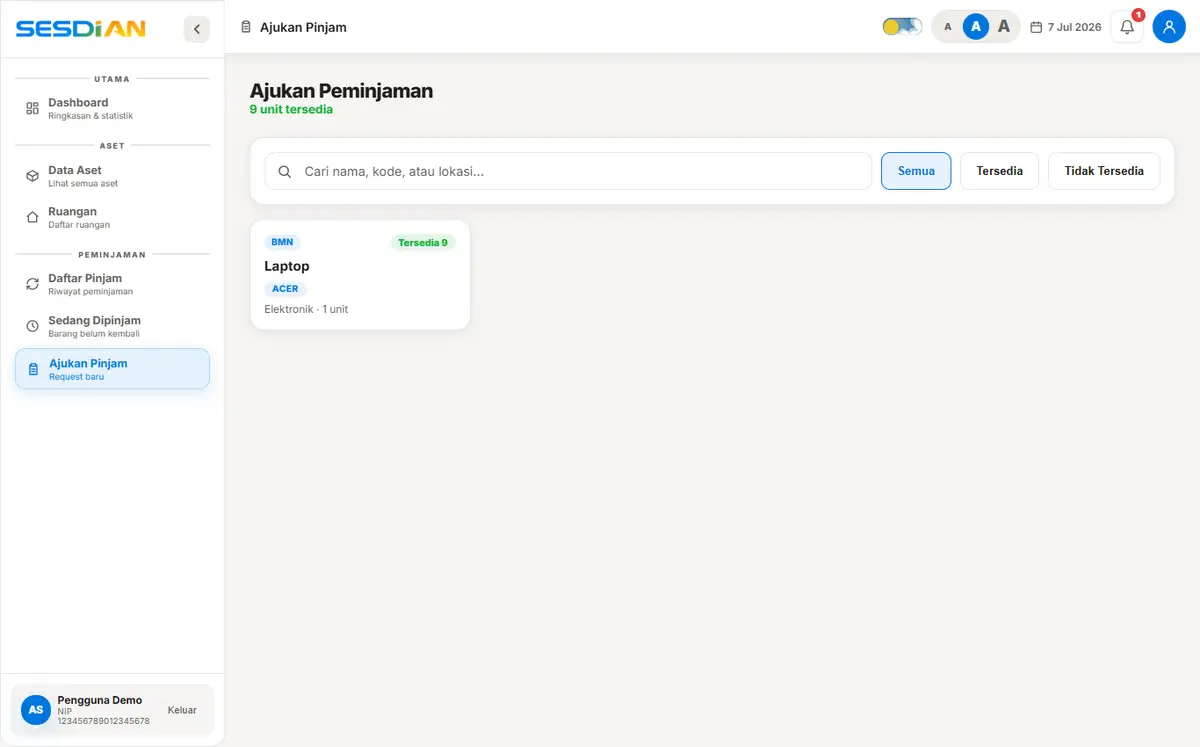 SESDiAN
Ajukan Pinjam
A A A
7 Jul 2026
1
UTAMA
Dashboard
Ringkasan & statistik
ASET
Data Aset
Lihat semua aset
Ruangan
Daftar ruangan
PEMINJAMAN
Daftar Pinjam
Riwayat peminjaman
Sedang Dipinjam
Barang belum kembali
Ajukan Pinjam
Request baru
AS
Pengguna Demo
NIP
123456789012345678
Keluar
Ajukan Peminjaman
9 unit tersedia
Cari nama, kode, atau lokasi...
Semua
Tersedia
Tidak Tersedia
BMN
Tersedia 9
Laptop
ACER
Elektronik · 1 unit